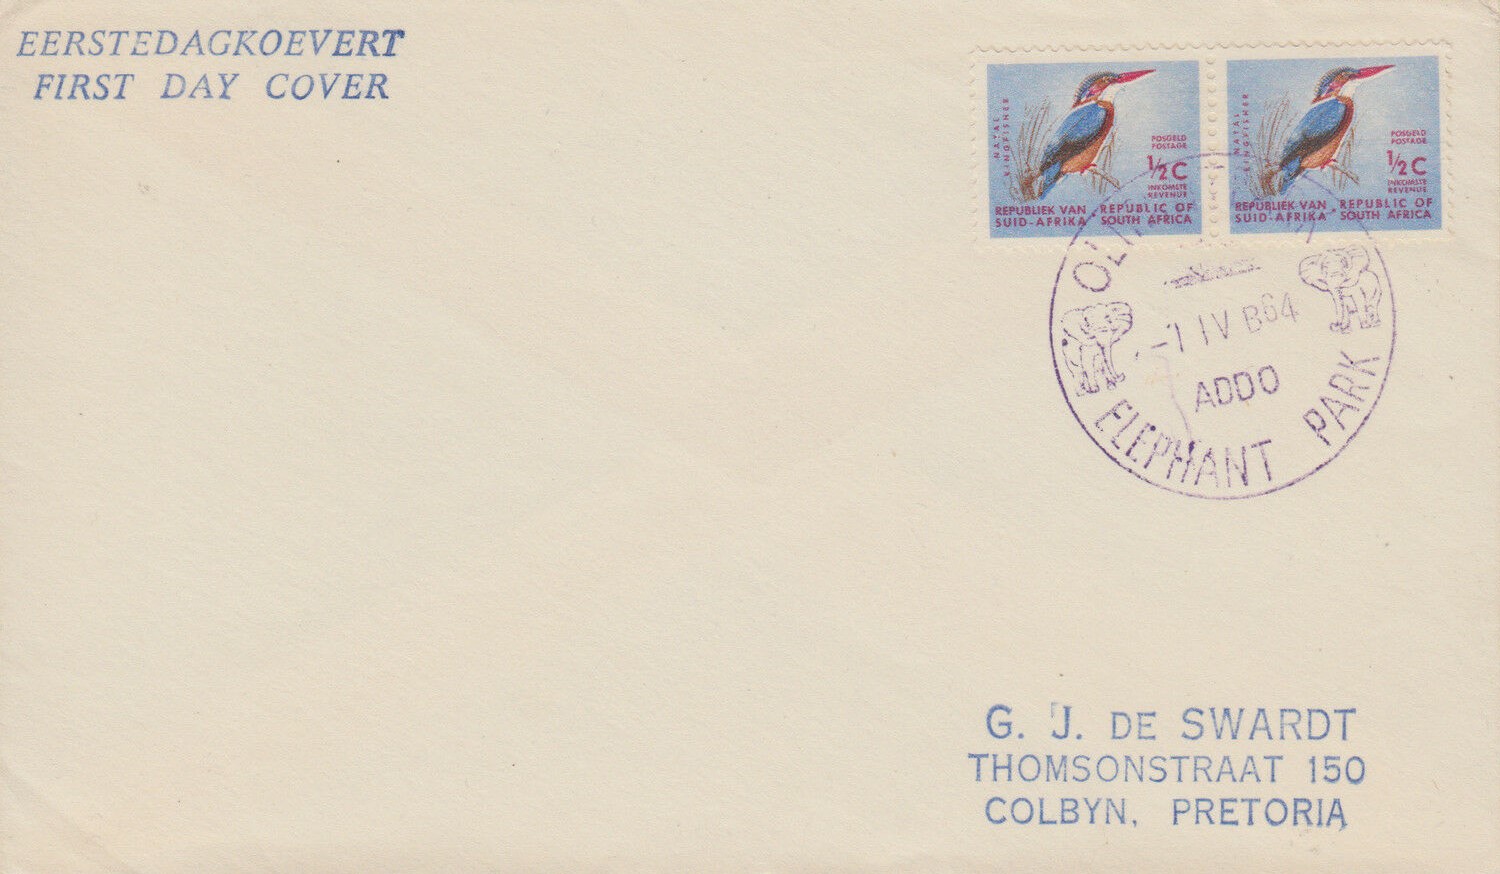 EERSTEDAGKOEVERT
FIRST DAY COVER
NATAL
KINGFISHER
POSGELD
POSTAGE
½C
INKOMSTE
REVENUE
REPUBLIEK VAN · REPUBLIC OF
SUID-AFRIKA SOUTH AFRICA
NATAL
KINGFISHER
POSGELD
POSTAGE
½C
INKOMSTE
REVENUE
REPUBLIEK VAN · REPUBLIC OF
SUID-AFRIKA SOUTH AFRICA
-1 IV B64
ADDO
ELEPHANT PARK
G. J. DE SWARDT
THOMSONSTRAAT 150
COLBYN, PRETORIA